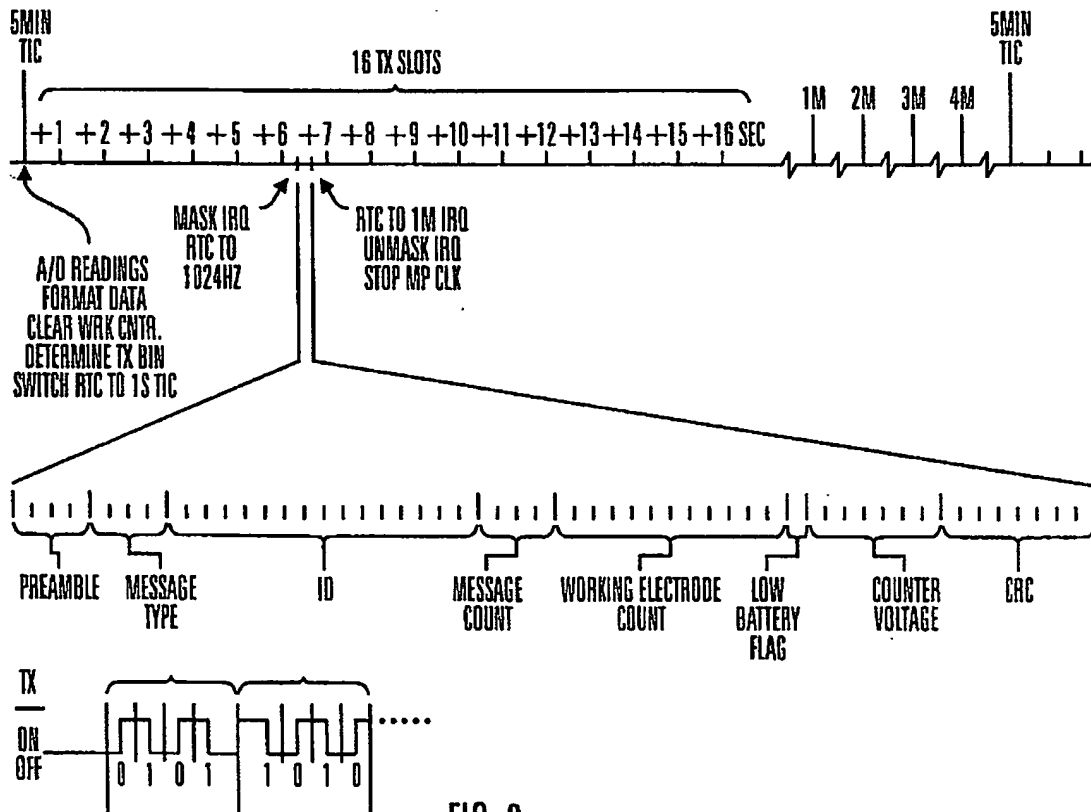 5MIN
TIC
16 TX SLOTS
5MIN
TIC
1M 2M 3M 4M
+1 +2 +3 +4 +5 +6 +7 +8 +9 +10 +11 +12 +13 +14 +15 +16 SEC
MASK IRQ
RTC TO
1024HZ
RTC TO 1M IRQ
UNMASK IRQ
STOP MP CLK
A/D READINGS
FORMAT DATA
CLEAR WRK CNTR.
DETERMINE TX BIN
SWITCH RTC TO 1S TIC
PREAMBLE
MESSAGE
TYPE
ID
MESSAGE
COUNT
WORKING ELECTRODE
COUNT
LOW
BATTERY
FLAG
COUNTER
VOLTAGE
CRC
TX
ON
OFF
0 1 0 1 1 0 1 0